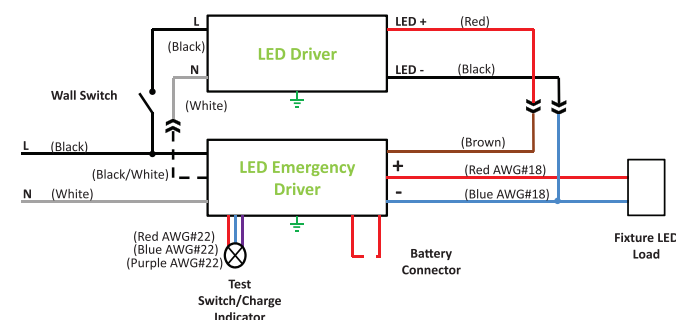 L
LED +
(Red)
(Black)
LED Driver
N
LED -
(Black)
Wall Switch
(White)
L
(Black)
(Brown)
LED Emergency
Driver
+
(Black/White)
(Red AWG#18)
N
(White)
-
(Blue AWG#18)
(Red AWG#22)
(Blue AWG#22)
(Purple AWG#22)
Battery
Connector
Fixture LED
Load
Test
Switch/Charge
Indicator